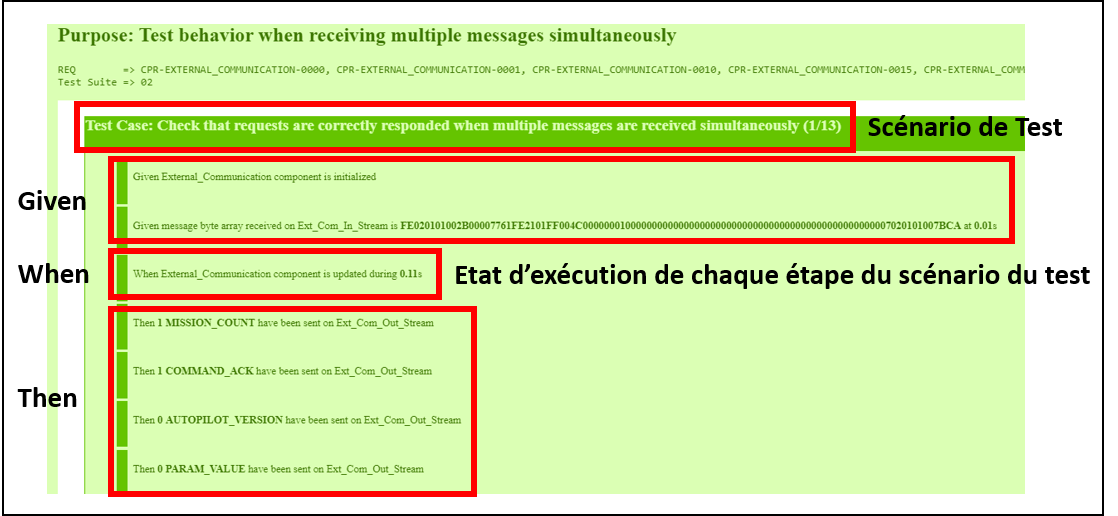 Purpose: Test behavior when receiving multiple messages simultaneously
REQ => CPR-EXTERNAL_COMMUNICATION-0000, CPR-EXTERNAL_COMMUNICATION-0001, CPR-EXTERNAL_COMMUNICATION-0010, CPR-EXTERNAL_COMMUNICATION-0015, CPR-EXTERNAL_COMM
Test Suite => 02
Test Case: Check that requests are correctly responded when multiple messages are received simultaneously (1/13)
Scénario de Test
Given
Given External_Communication component is initialized
Given message byte array received on Ext_Com_In_Stream is at 0.01s
When
When External_Communication component is updated during 0.11s
Etat d’exécution de chaque étape du scénario du test
Then
Then 1 MISSION_COUNT have been sent on Ext_Com_Out_Stream
Then 1 COMMAND_ACK have been sent on Ext_Com_Out_Stream
Then 0 AUTOPILOT_VERSION have been sent on Ext_Com_Out_Stream
Then 0 PARAM_VALUE have been sent on Ext_Com_Out_Stream